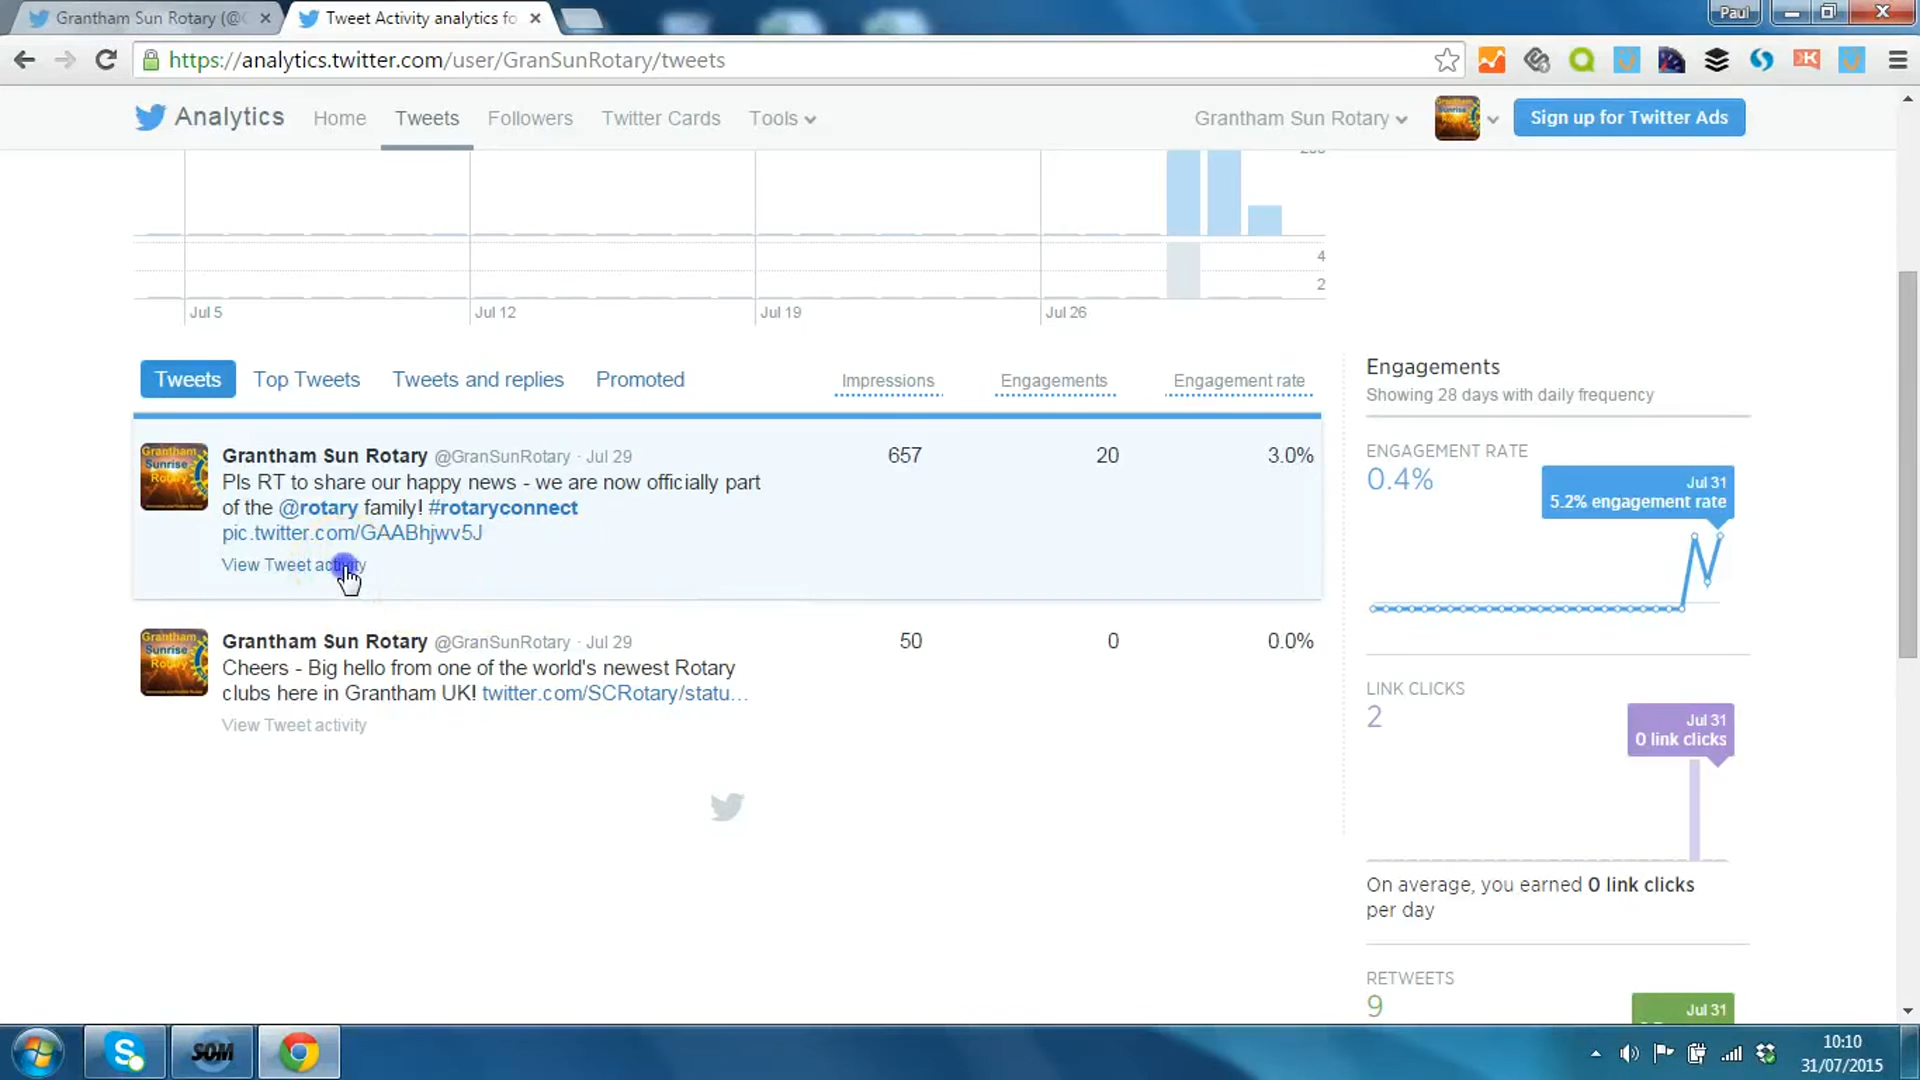 Grantham Sun Rotary (@G
Tweet Activity analytics fo
Paul
https://analytics.twitter.com/user/GranSunRotary/tweets
Analytics
Home
Tweets
Followers
Twitter Cards
Tools
Grantham Sun Rotary
Sign up for Twitter Ads
4
2
Jul 5
Jul 12
Jul 19
Jul 26
Tweets
Top Tweets
Tweets and replies
Promoted
Impressions
Engagements
Engagement rate
Grantham Sun Rotary @GranSunRotary · Jul 29
657
20
3.0%
Pls RT to share our happy news - we are now officially part
of the @rotary family! #rotaryconnect
pic.twitter.com/GAABhjwv5J
View Tweet activity
Grantham
Sunrise
Grantham Sun Rotary @GranSunRotary · Jul 29
50
0
0.0%
Cheers - Big hello from one of the world's newest Rotary
clubs here in Grantham UK! twitter.com/SCRotary/statu...
View Tweet activity
Grantham
Sunrise
Engagements
Showing 28 days with daily frequency
ENGAGEMENT RATE
0.4%
Jul 31
5.2% engagement rate
LINK CLICKS
2
Jul 31
0 link clicks
On average, you earned 0 link clicks
per day
RETWEETS
9
Jul 31
SOM
10:10
31/07/2015